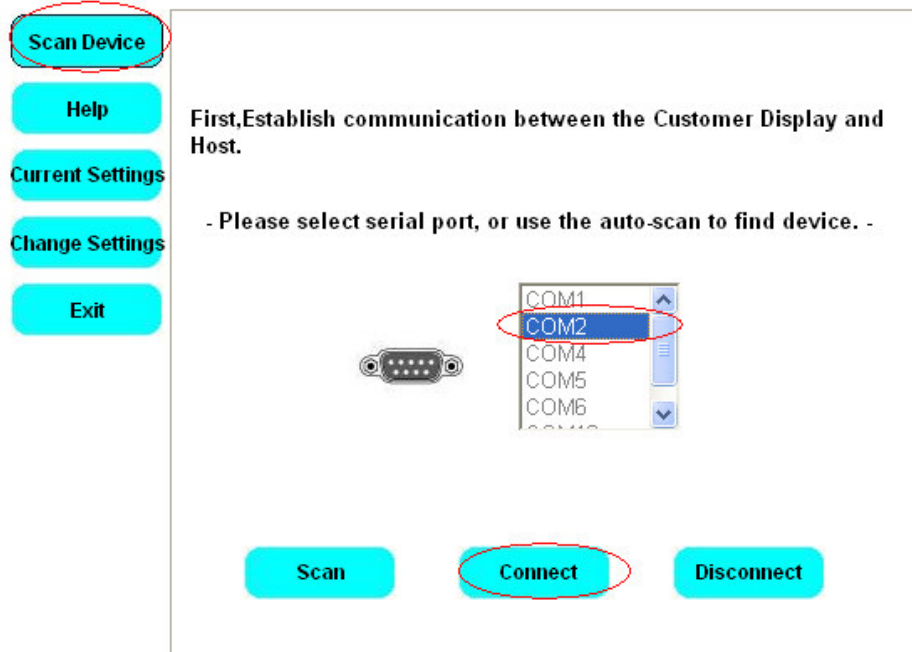 Scan Device
Help
Current Settings
Change Settings
Exit
First,Establish communication between the Customer Display and
Host.
- Please select serial port, or use the auto-scan to find device. -
COM1
COM2
COM4
COM5
COM6
Scan
Connect
Disconnect